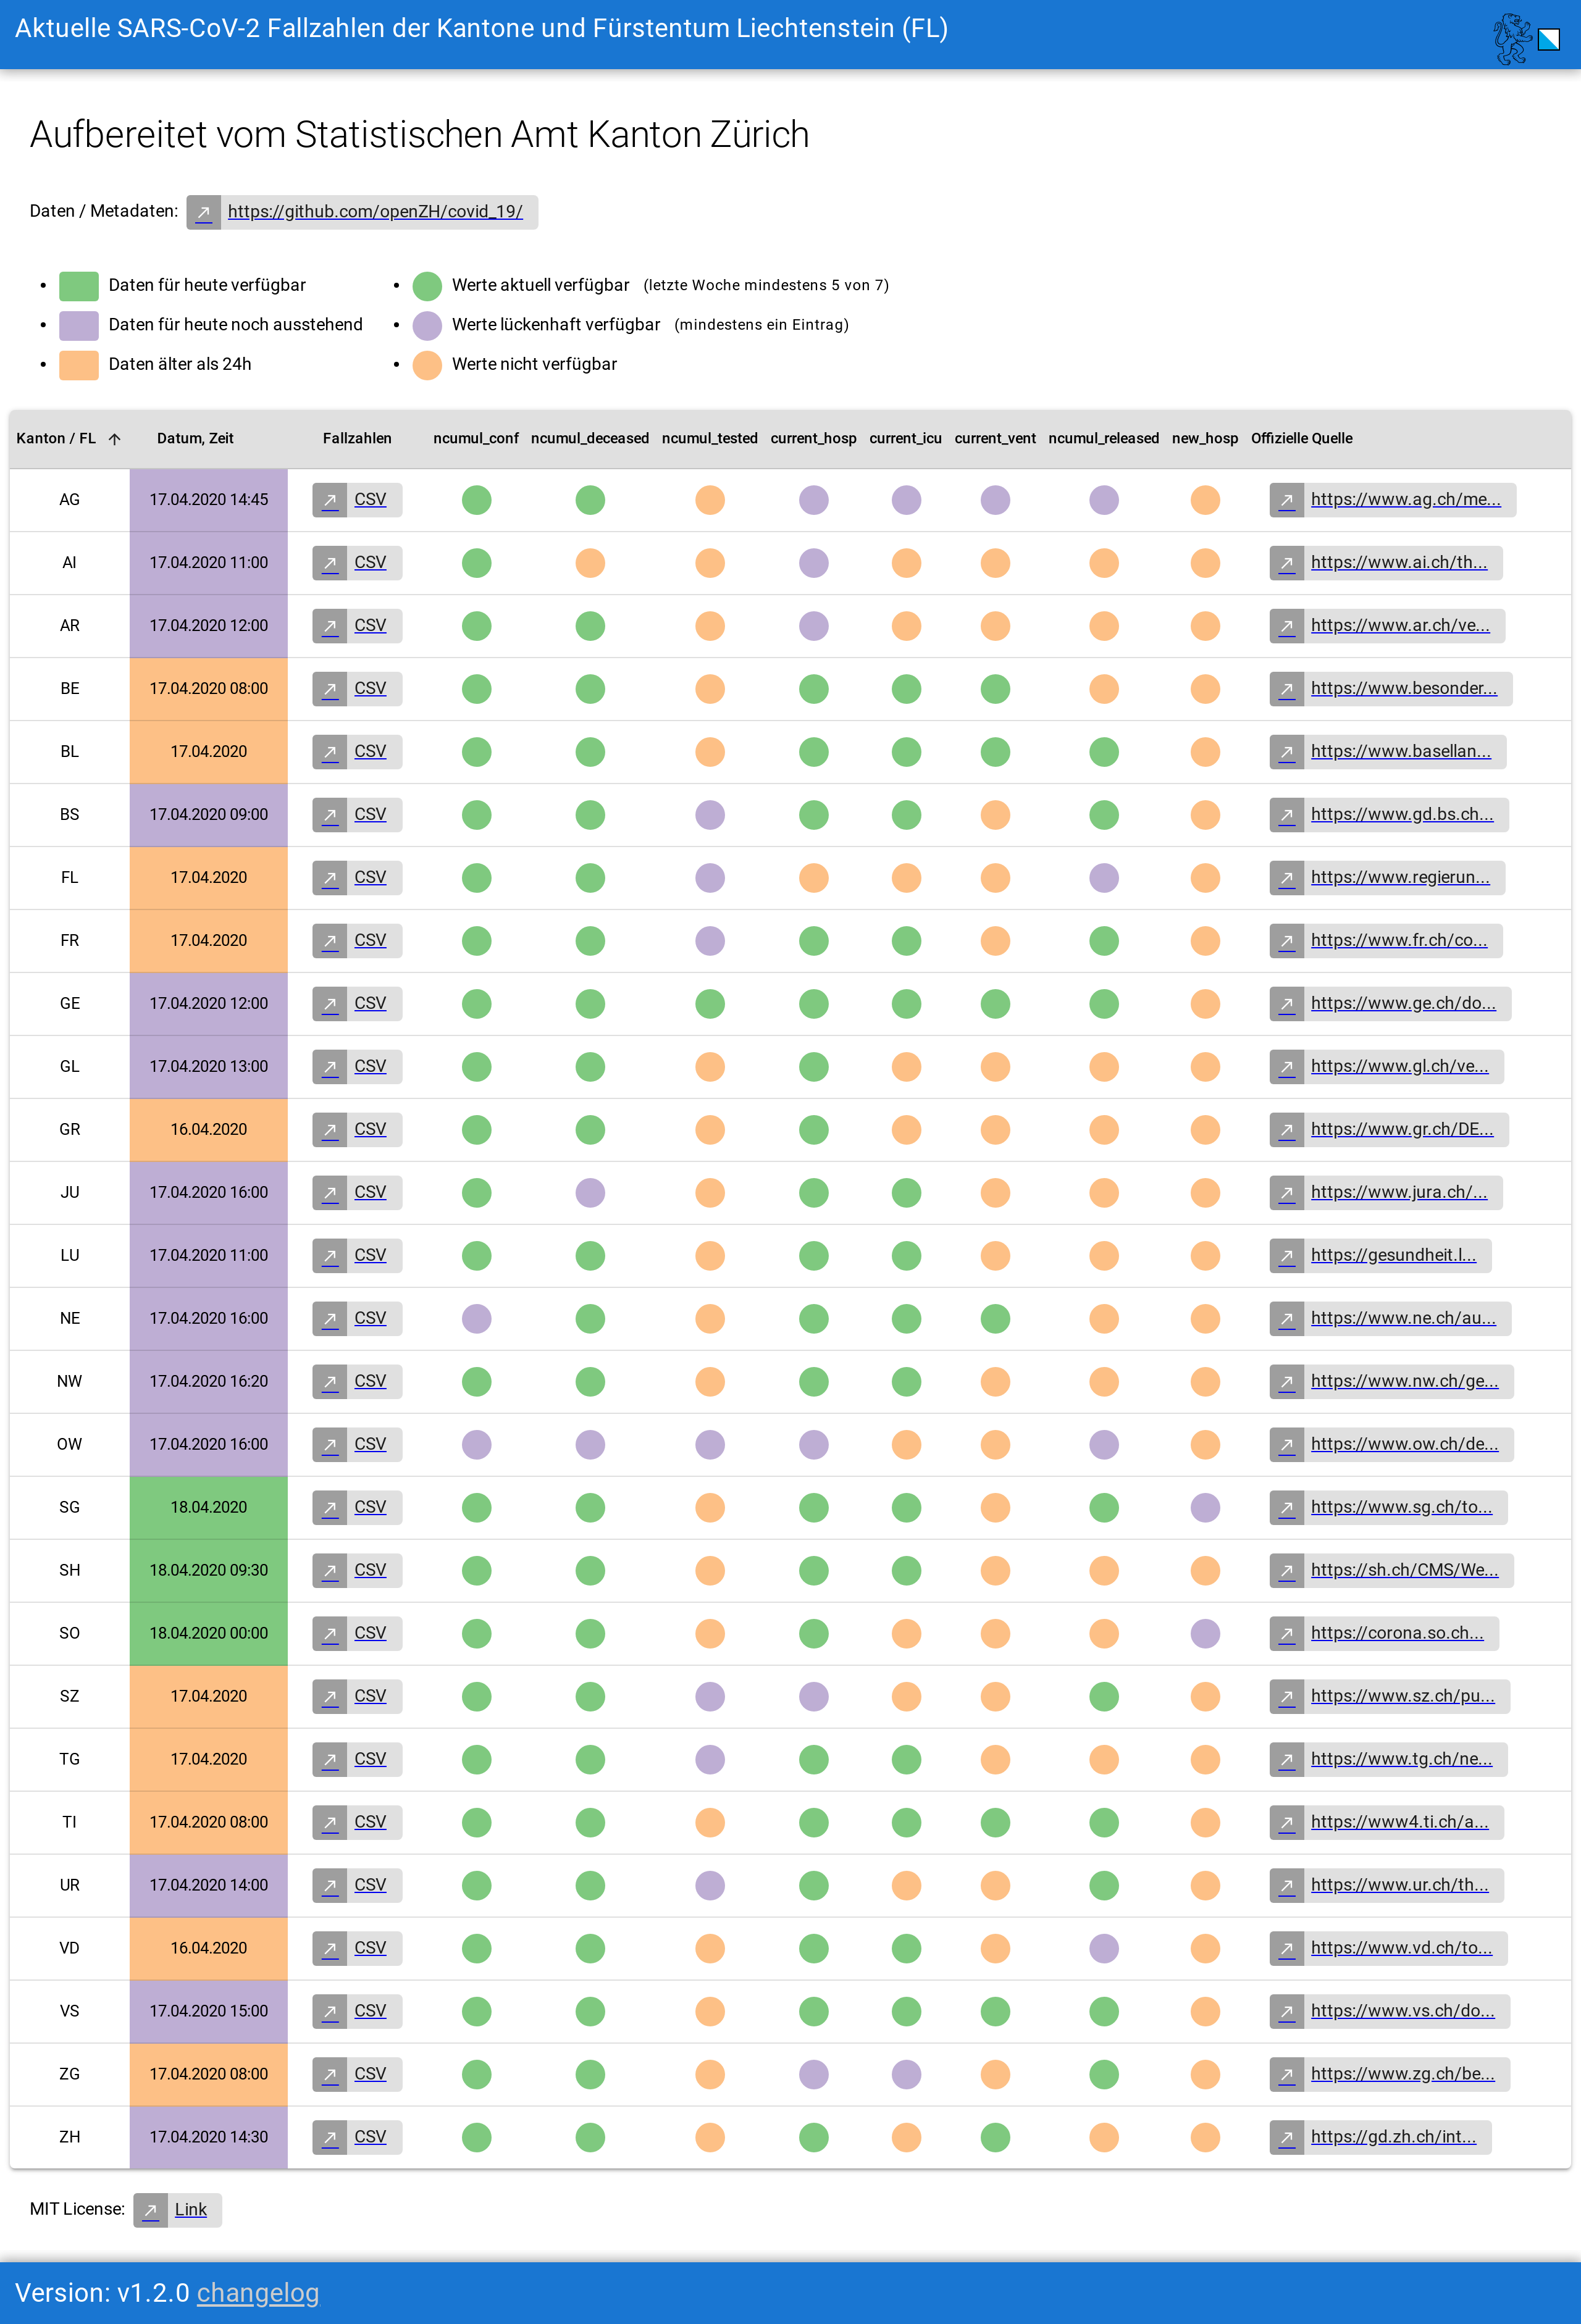 Aktuelle SARS-CoV-2 Fallzahlen der Kantone und Fürstentum Liechtenstein (FL)
Aufbereitet vom Statistischen Amt Kanton Zürich
Daten / Metadaten: https://github.com/openZH/covid_19/
Daten für heute verfügbar Werte aktuell verfügbar (letzte Woche mindestens 5 von 7)
Daten für heute noch ausstehend Werte lückenhaft verfügbar (mindestens ein Eintrag)
Daten älter als 24h Werte nicht verfügbar
Kanton / FL Datum, Zeit Fallzahlen ncumul_conf ncumul_deceased ncumul_tested current_hosp current_icu current_vent ncumul_released new_hosp Offizielle Quelle
AG 17.04.2020 14:45 CSV https://www.ag.ch/me...
AI 17.04.2020 11:00 CSV https://www.ai.ch/th...
AR 17.04.2020 12:00 CSV https://www.ar.ch/ve...
BE 17.04.2020 08:00 CSV https://www.besonder...
BL 17.04.2020 CSV https://www.basellan...
BS 17.04.2020 09:00 CSV https://www.gd.bs.ch...
FL 17.04.2020 CSV https://www.regierun...
FR 17.04.2020 CSV https://www.fr.ch/co...
GE 17.04.2020 12:00 CSV https://www.ge.ch/do...
GL 17.04.2020 13:00 CSV https://www.gl.ch/ve...
GR 16.04.2020 CSV https://www.gr.ch/DE...
JU 17.04.2020 16:00 CSV https://www.jura.ch/...
LU 17.04.2020 11:00 CSV https://gesundheit.l...
NE 17.04.2020 16:00 CSV https://www.ne.ch/au...
NW 17.04.2020 16:20 CSV https://www.nw.ch/ge...
OW 17.04.2020 16:00 CSV https://www.ow.ch/de...
SG 18.04.2020 CSV https://www.sg.ch/to...
SH 18.04.2020 09:30 CSV https://sh.ch/CMS/We...
SO 18.04.2020 00:00 CSV https://corona.so.ch...
SZ 17.04.2020 CSV https://www.sz.ch/pu...
TG 17.04.2020 CSV https://www.tg.ch/ne...
TI 17.04.2020 08:00 CSV https://www4.ti.ch/a...
UR 17.04.2020 14:00 CSV https://www.ur.ch/th...
VD 16.04.2020 CSV https://www.vd.ch/to...
VS 17.04.2020 15:00 CSV https://www.vs.ch/do...
ZG 17.04.2020 08:00 CSV https://www.zg.ch/be...
ZH 17.04.2020 14:30 CSV https://gd.zh.ch/int...
MIT License: Link
Version: v1.2.0 changelog